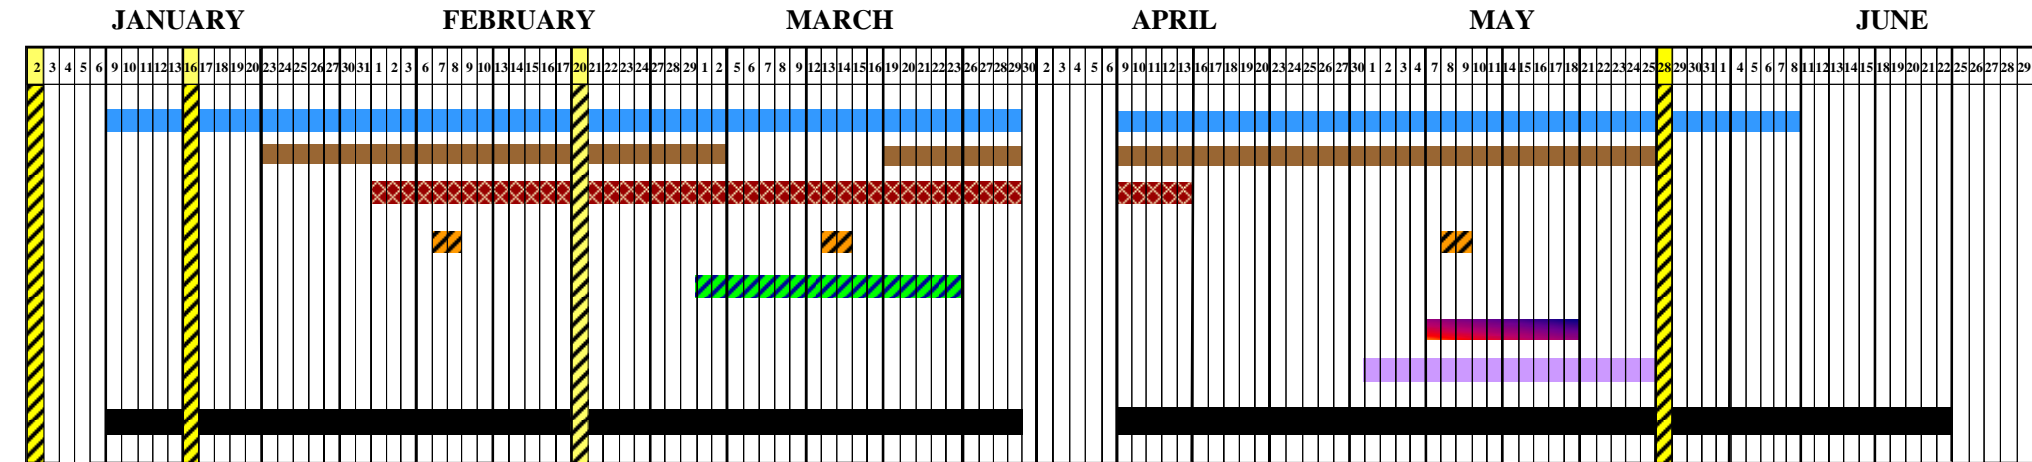 JANUARY FEBRUARY MARCH APRIL MAY JUNE
2 3 4 5 6 9 10 11 12 13 16 17 18 19 20 23 24 25 26 27 30 31 1 2 3 6 7 8 9 10 13 14 15 16 17 20 21 22 23 24 27 28 29 1 2 5 6 7 8 9 12 13 14 15 16 19 20 21 22 23 26 27 28 29 30 2 3 4 5 6 9 10 11 12 13 16 17 18 19 20 23 24 25 26 27 30 1 2 3 4 7 8 9 10 11 14 15 16 17 18 21 22 23 24 25 28 29 30 31 1 4 5 6 7 8 11 12 13 14 15 18 19 20 21 22 25 26 27 28 29